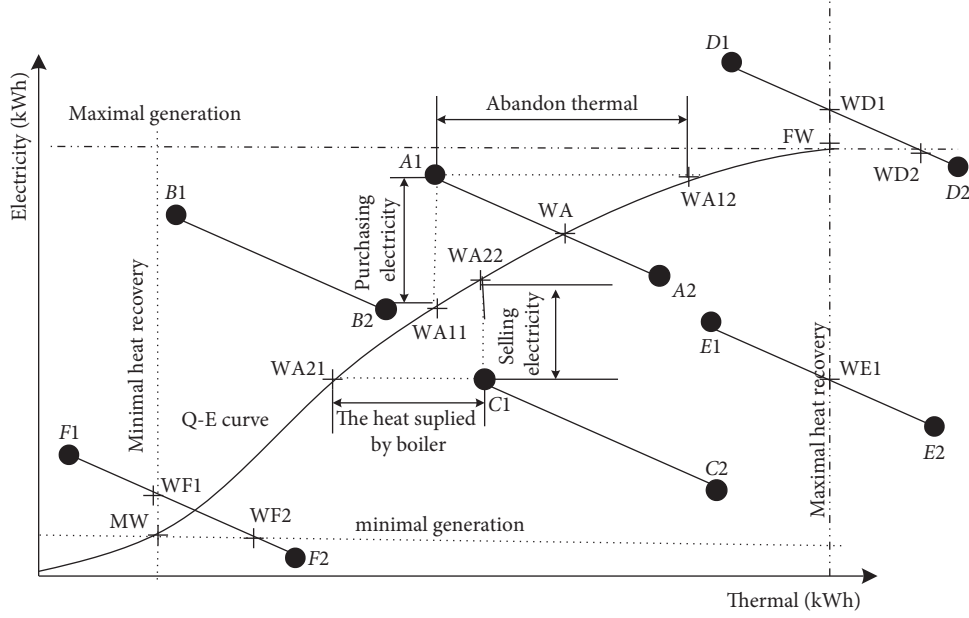 D1
Electricity (kWh)
Maximal generation
Abandon thermal
WD1
FW
WD2
D2
A1
WA12
B1
Purchasing
electricity
WA
WA22
A2
B2
WA11
Minimal heat recovery
Selling
electricity
E1
WA21
C1
WE1
Maximal heat recovery
Q-E curve
The heat suplied
by boiler
F1
E2
C2
WF1
MW
WF2
minimal generation
F2
Thermal (kWh)